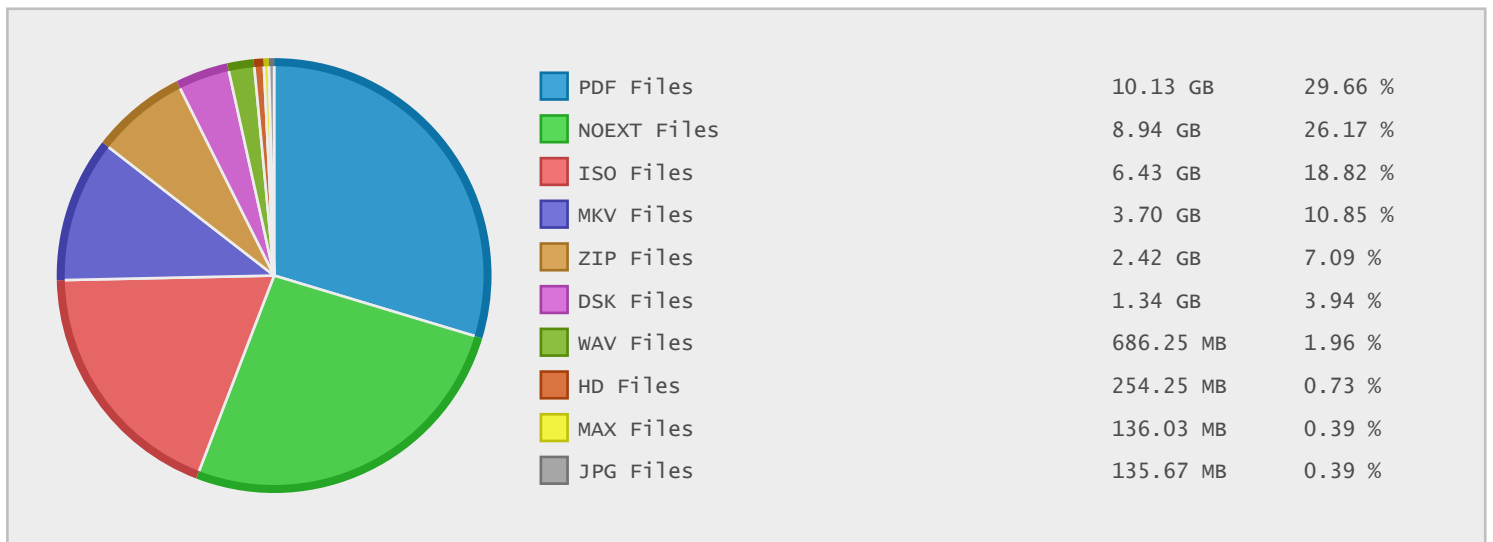 PDF Files 10.13 GB 29.66 %
NOEXT Files 8.94 GB 26.17 %
ISO Files 6.43 GB 18.82 %
MKV Files 3.70 GB 10.85 %
ZIP Files 2.42 GB 7.09 %
DSK Files 1.34 GB 3.94 %
WAV Files 686.25 MB 1.96 %
HD Files 254.25 MB 0.73 %
MAX Files 136.03 MB 0.39 %
JPG Files 135.67 MB 0.39 %